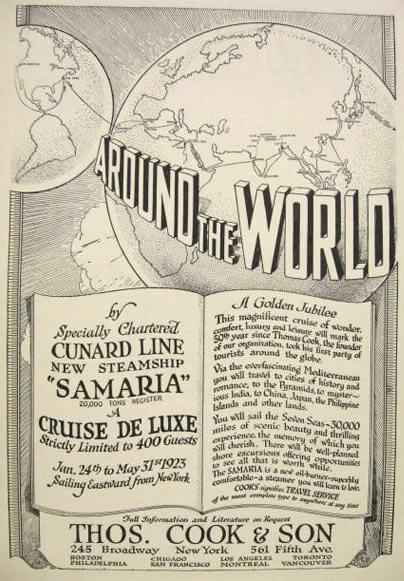 AROUND THE WORLD
by
Specially Chartered
CUNARD LINE
NEW STEAMSHIP
"SAMARIA"
20,000 TONS REGISTER
A
CRUISE DE LUXE
Strictly Limited to 400 Guests
Jan. 24th to May 31st 1923
Sailing Eastward from New York
A Golden Jubilee
This magnificent cruise of wonder,
comfort, luxury and leisure will mark the
50th year since Thomas Cook, the founder
of our organization, took his first party of
tourists around the globe.
Via the everfascinating Mediterranean
you will travel to cities of history and
romance, to the Pyramids, to myster-
ious India, to China, Japan, the Philippine
Islands and other lands.
You will sail the Seven Seas-30,000
miles of scenic beauty and thrilling
experience, the memory of which you
will cherish. There will be well-planned
shore excursions offering opportunities
to see all that is worth while.
The SAMARIA is a new oil-burner-superbly
comfortable-a steamer you will learn to love.
COOK'S signifies TRAVEL SERVICE
of the most complete type to anywhere at any time
Full Information and Literature on Request
THOS. COOK & SON
245 Broadway New York 561 Fifth Ave.
BOSTON CHICAGO LOS ANGELES TORONTO
PHILADELPHIA SAN FRANCISCO MONTREAL VANCOUVER